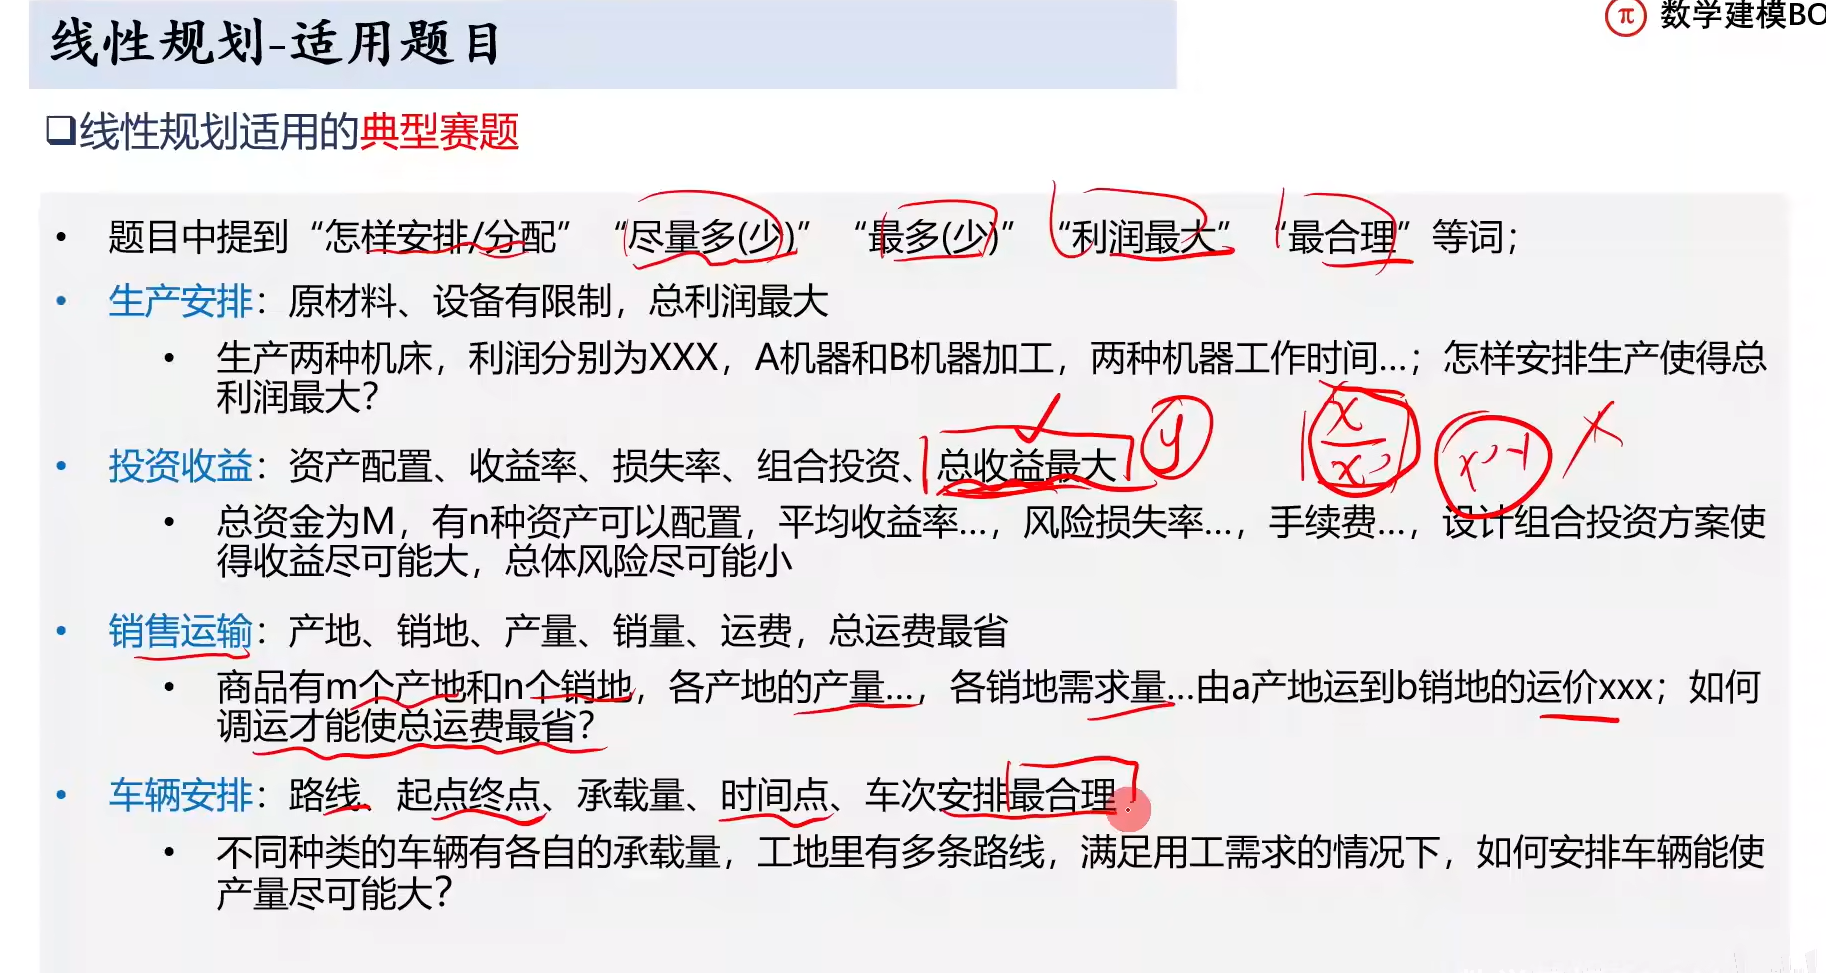 线性规划-适用题目
数学建模BO
线性规划适用的典型赛题
• 题目中提到“怎样安排/分配”“尽量多(少)”“最多(少)”“利润最大”“最合理”等词；
• 生产安排：原材料、设备有限制，总利润最大
• 生产两种机床，利润分别为XXX，A机器和B机器加工，两种机器工作时间…；怎样安排生产使得总
利润最大？
y
x
x
• 投资收益：资产配置、收益率、损失率、组合投资、总收益最大
• 总资金为M，有n种资产可以配置，平均收益率…，风险损失率…，手续费…，设计组合投资方案使
得收益尽可能大，总体风险尽可能小
• 销售运输：产地、销地、产量、销量、运费，总运费最省
• 商品有m个产地和n个销地，各产地的产量…，各销地需求量…由a产地运到b销地的运价xxx；如何
调运才能使总运费最省？
• 车辆安排：路线、起点终点、承载量、时间点、车次安排最合理
• 不同种类的车辆有各自的承载量，工地里有多条路线，满足用工需求的情况下，如何安排车辆能使
产量尽可能大？